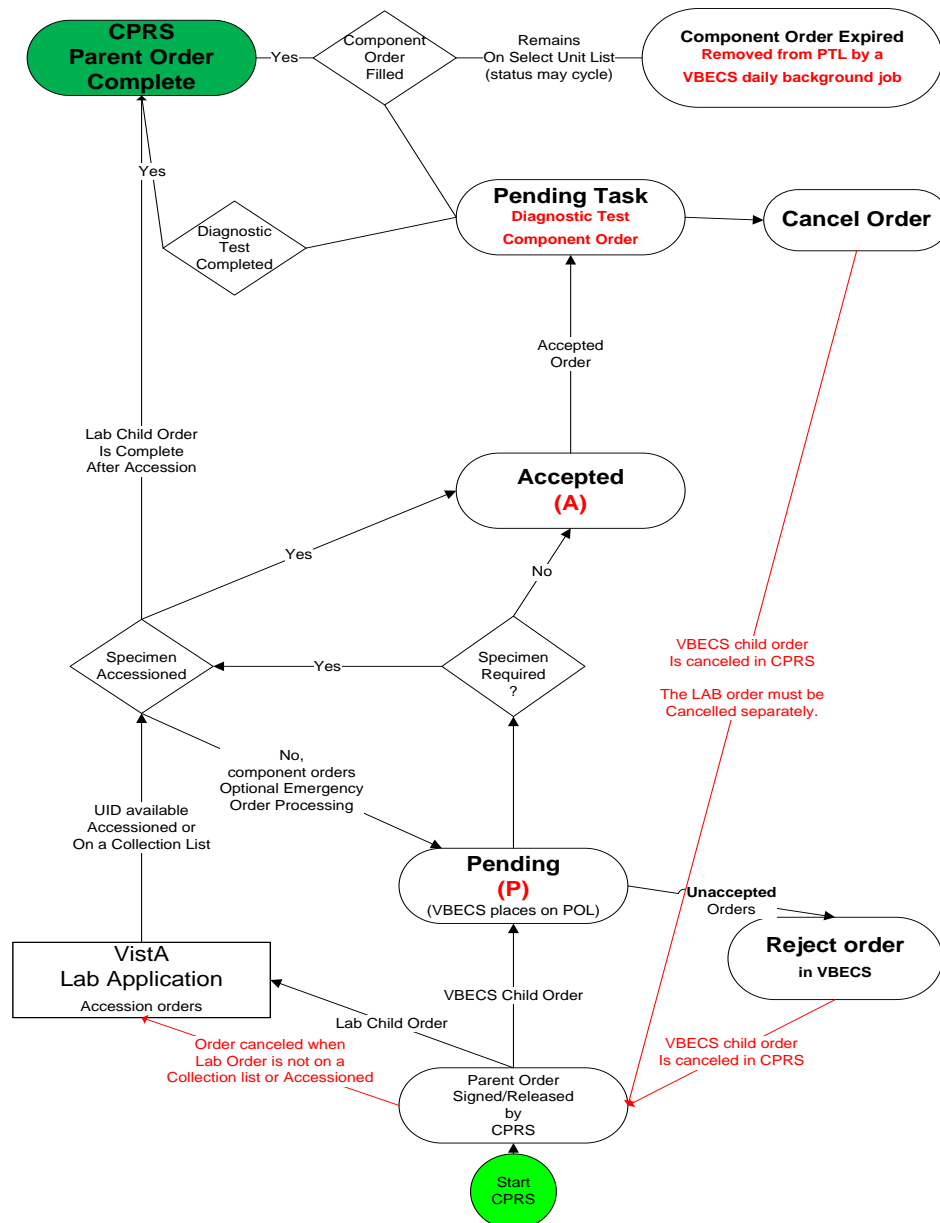 CPRS
Parent Order
Complete
Yes
Component
Order
Filled
Remains
On Select Unit List
(status may cycle)
Component Order Expired
Removed from PTL by a
VBECS daily background job
Yes
Diagnostic
Test
Completed
Pending Task
Diagnostic Test
Component Order
Cancel Order
Accepted
Order
Lab Child Order
Is Complete
After Accession
Accepted
(A)
Yes
No
Specimen
Accessioned
Yes
Specimen
Required
?
VBECS child order
Is canceled in CPRS
The LAB order must be
Cancelled separately.
No,
component orders
Optional Emergency
Order Processing
UID available
Accessioned or
On a Collection List
Pending
(P)
(VBECS places on POL)
Unaccepted
Orders
Reject order
in VBECS
VistA
Lab Application
Accession orders
VBECS Child Order
Lab Child Order
Order canceled when
Lab Order is not on a
Collection list or Accessioned
VBECS child order
Is canceled in CPRS
Parent Order
Signed/Released
by
CPRS
Start
CPRS